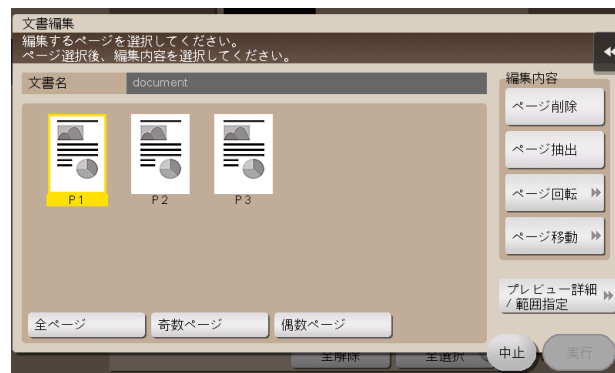 文書編集
編集するページを選択してください。
ページ選択後、編集内容を選択してください。
文書名
document
編集内容
ページ削除
ページ抽出
ページ回転
ページ移動
P1
P2
P3
プレビュー詳細
/範囲指定
全ページ
奇数ページ
偶数ページ
全解除
全選択
中止
実行